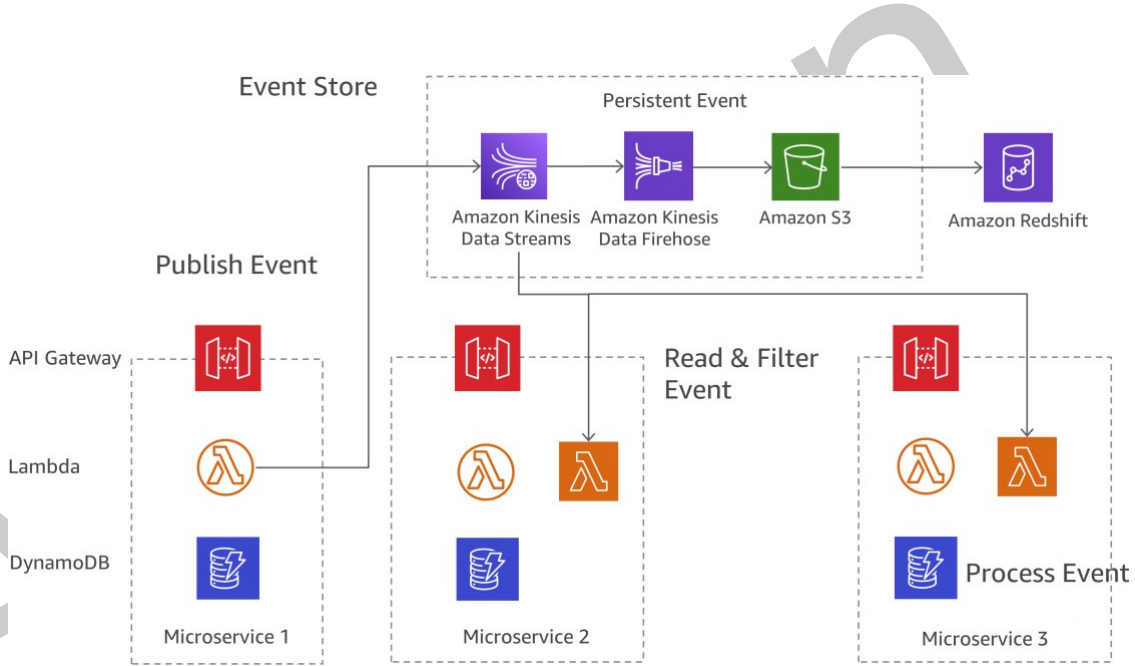 Event Store
Persistent Event
Amazon Kinesis
Data Streams
Amazon Kinesis
Data Firehose
Amazon S3
Amazon Redshift
Publish Event
API Gateway
Read & Filter
Event
Lambda
DynamoDB
Process Event
Microservice 1
Microservice 2
Microservice 3